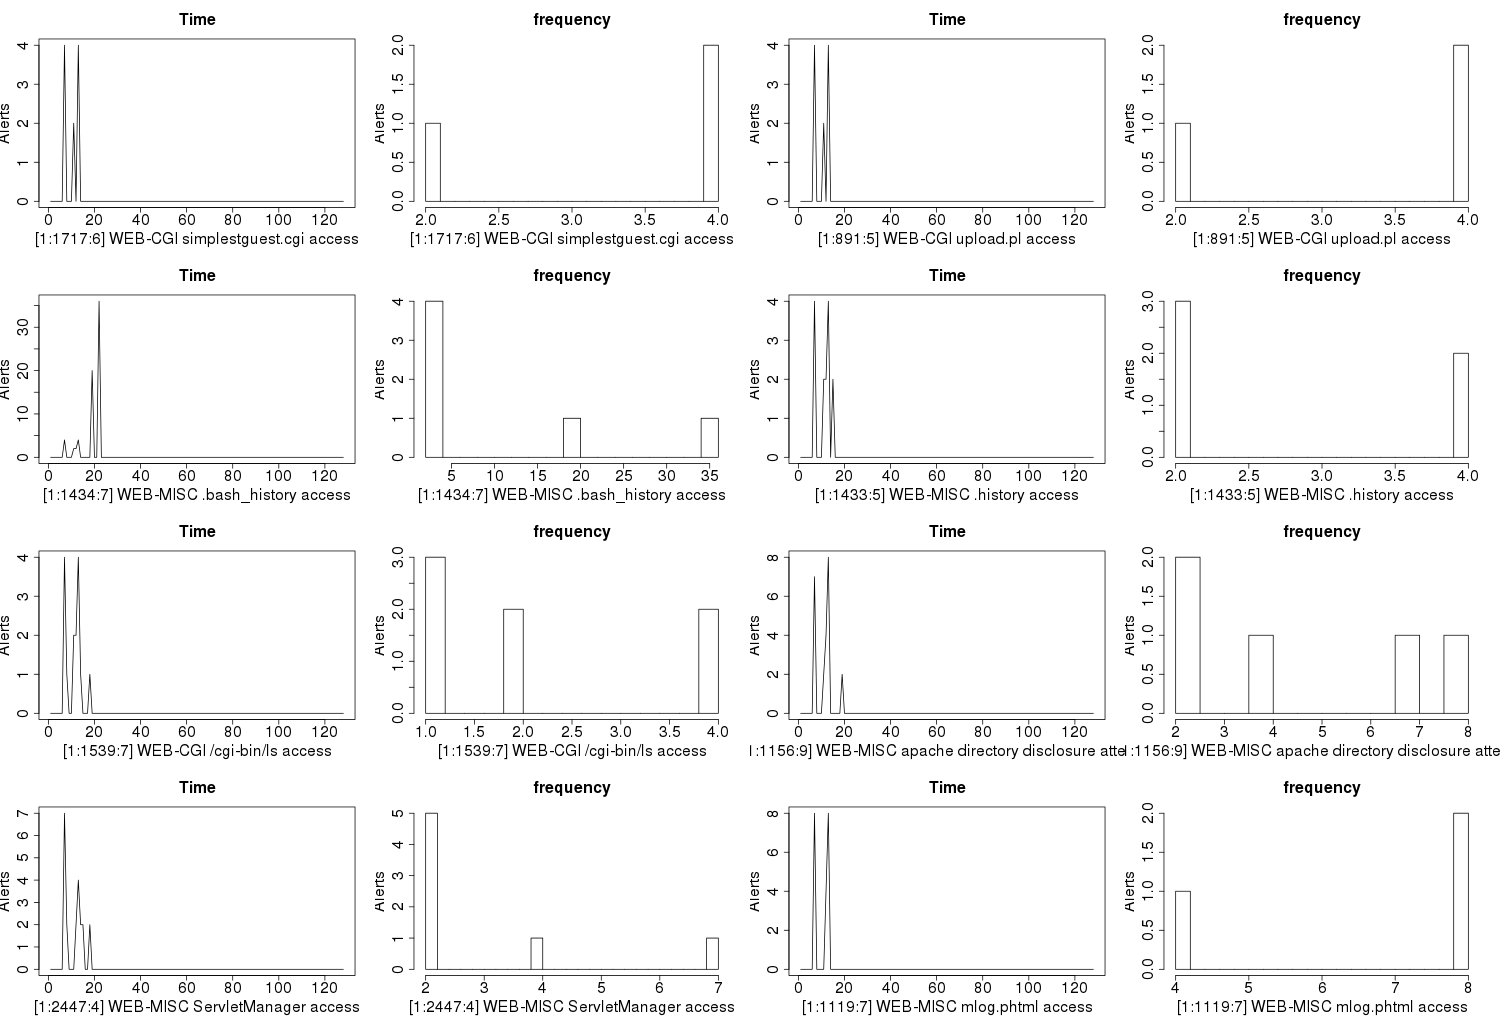 Time
Alerts
0 1 2 3 4
0 20 40 60 80 100 120
[1:1717:6] WEB-CGI simplestguest.cgi access
frequency
Alerts
0.0 0.5 1.0 1.5 2.0
2.0 2.5 3.0 3.5 4.0
[1:1717:6] WEB-CGI simplestguest.cgi access
Time
Alerts
0 1 2 3 4
0 20 40 60 80 100 120
[1:891:5] WEB-CGI upload.pl access
frequency
Alerts
0.0 0.5 1.0 1.5 2.0
2.0 2.5 3.0 3.5 4.0
[1:891:5] WEB-CGI upload.pl access
Time
Alerts
0 10 20 30
0 20 40 60 80 100 120
[1:1434:7] WEB-MISC .bash_history access
frequency
Alerts
0 1 2 3 4
5 10 15 20 25 30 35
[1:1434:7] WEB-MISC .bash_history access
Time
Alerts
0 1 2 3 4
0 20 40 60 80 100 120
[1:1433:5] WEB-MISC .history access
frequency
Alerts
0.0 1.0 2.0 3.0
2.0 2.5 3.0 3.5 4.0
[1:1433:5] WEB-MISC .history access
Time
Alerts
0 1 2 3 4
0 20 40 60 80 100 120
[1:1539:7] WEB-CGI /cgi-bin/ls access
frequency
Alerts
0.0 1.0 2.0 3.0
1.0 1.5 2.0 2.5 3.0 3.5 4.0
[1:1539:7] WEB-CGI /cgi-bin/ls access
Time
Alerts
0 2 4 6 8
0 20 40 60 80 100 120
:1156:9] WEB-MISC apache directory disclosure atte
frequency
Alerts
0.0 0.5 1.0 1.5 2.0
2 3 4 5 6 7 8
:1156:9] WEB-MISC apache directory disclosure atte
Time
Alerts
0 1 2 3 4 5 6 7
0 20 40 60 80 100 120
[1:2447:4] WEB-MISC ServletManager access
frequency
Alerts
0 1 2 3 4 5
2 3 4 5 6 7
[1:2447:4] WEB-MISC ServletManager access
Time
Alerts
0 2 4 6 8
0 20 40 60 80 100 120
[1:1119:7] WEB-MISC mlog.phtml access
frequency
Alerts
0.0 0.5 1.0 1.5 2.0
4 5 6 7 8
[1:1119:7] WEB-MISC mlog.phtml access